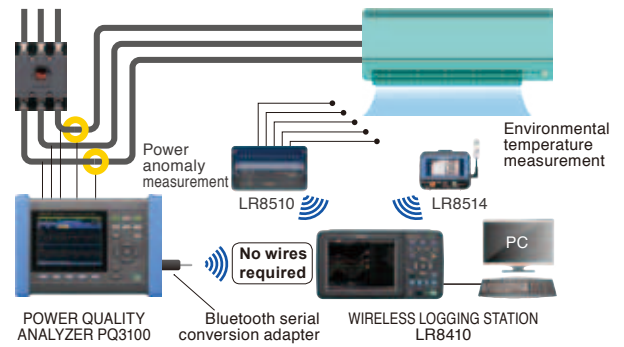 Power
anomaly
measurement
Environmental
temperature
measurement
LR8510
LR8514
No wires
required
PC
POWER QUALITY
ANALYZER PQ3100
Bluetooth serial
conversion adapter
WIRELESS LOGGING STATION
LR8410